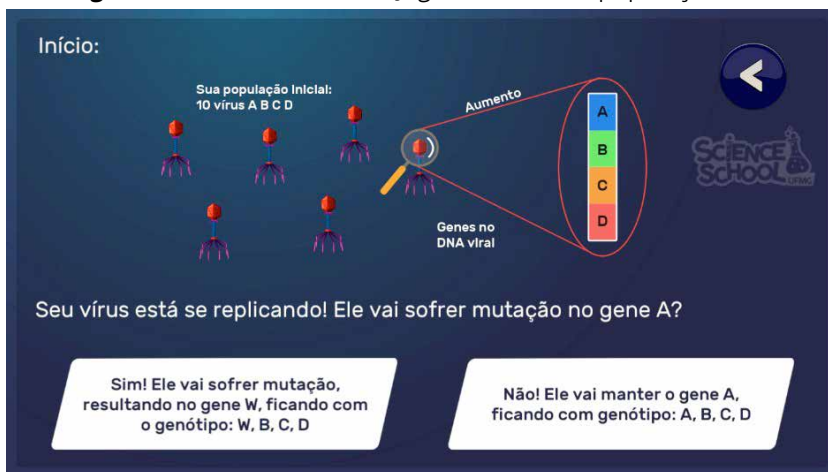 Início:
Sua população inicial:
10 vírus A B C D
Aumento
A
B
C
D
Genes no
DNA viral
SCIENCE
SCHOOL
UFMG
Seu vírus está se replicando! Ele vai sofrer mutação no gene A?
Sim! Ele vai sofrer mutação,
resultando no gene W, ficando com
o genótipo: W, B, C, D
Não! Ele vai manter o gene A,
ficando com genótipo: A, B, C, D